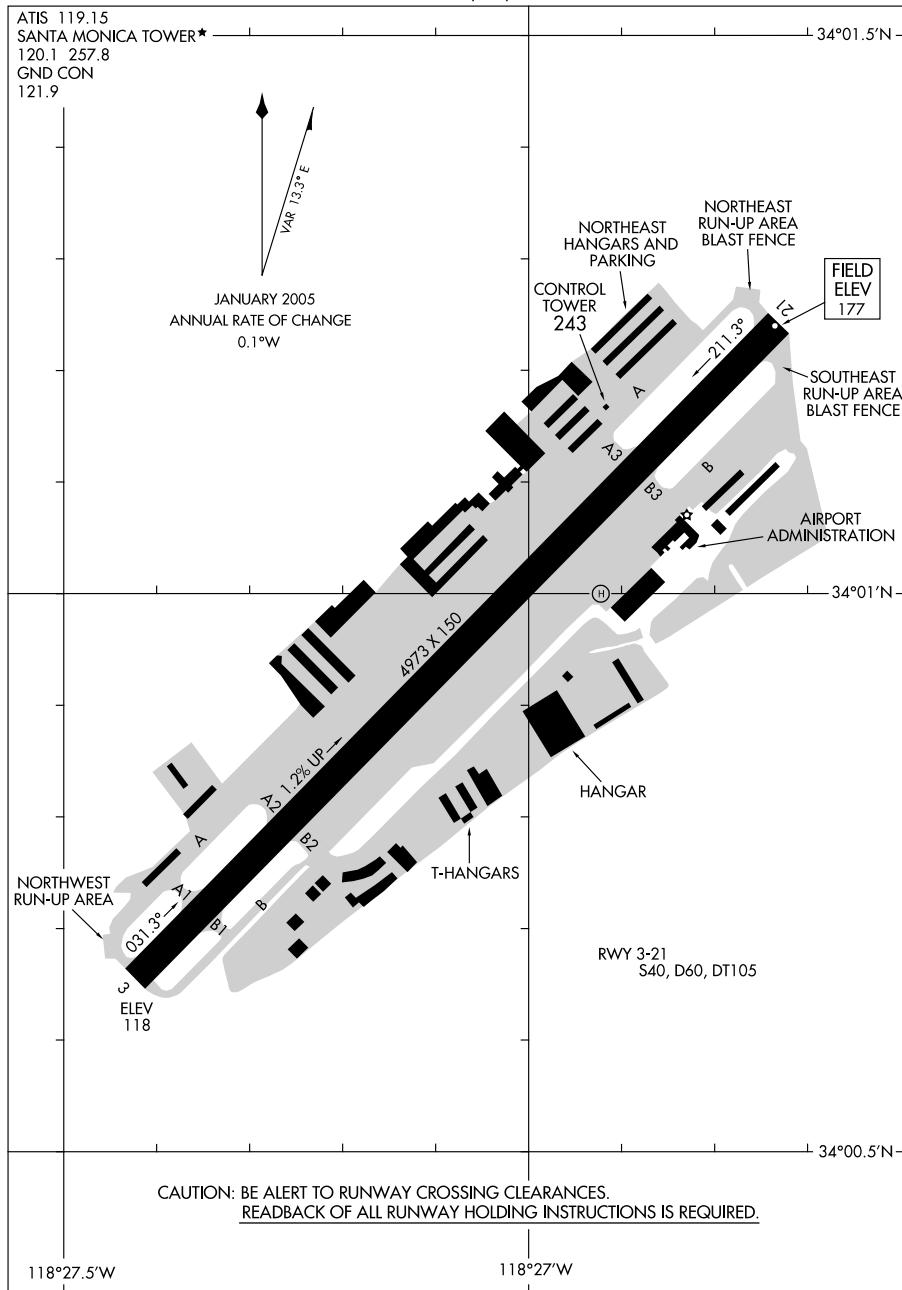 ATIS 119.15
SANTA MONICA TOWER★
120.1 257.8
GND CON
121.9
34°01.5'N
VAR 13.3° E
JANUARY 2005
ANNUAL RATE OF CHANGE
0.1°W
NORTHEAST
RUN-UP AREA
BLAST FENCE
NORTHEAST
HANGARS AND
PARKING
FIELD
ELEV
177
CONTROL
TOWER
243
21
211.3°
SOUTHEAST
RUN-UP AREA
BLAST FENCE
A
A3
B
B3
AIRPORT
ADMINISTRATION
H
34°01'N
4973 X 150
1.2% UP
HANGAR
A2
A
B2
T-HANGARS
NORTHWEST
RUN-UP AREA
A1
B
B1
031.3°
3
ELEV
118
RWY 3-21
S40, D60, DT105
34°00.5'N
CAUTION: BE ALERT TO RUNWAY CROSSING CLEARANCES.
READBACK OF ALL RUNWAY HOLDING INSTRUCTIONS IS REQUIRED.
118°27.5'W
118°27'W